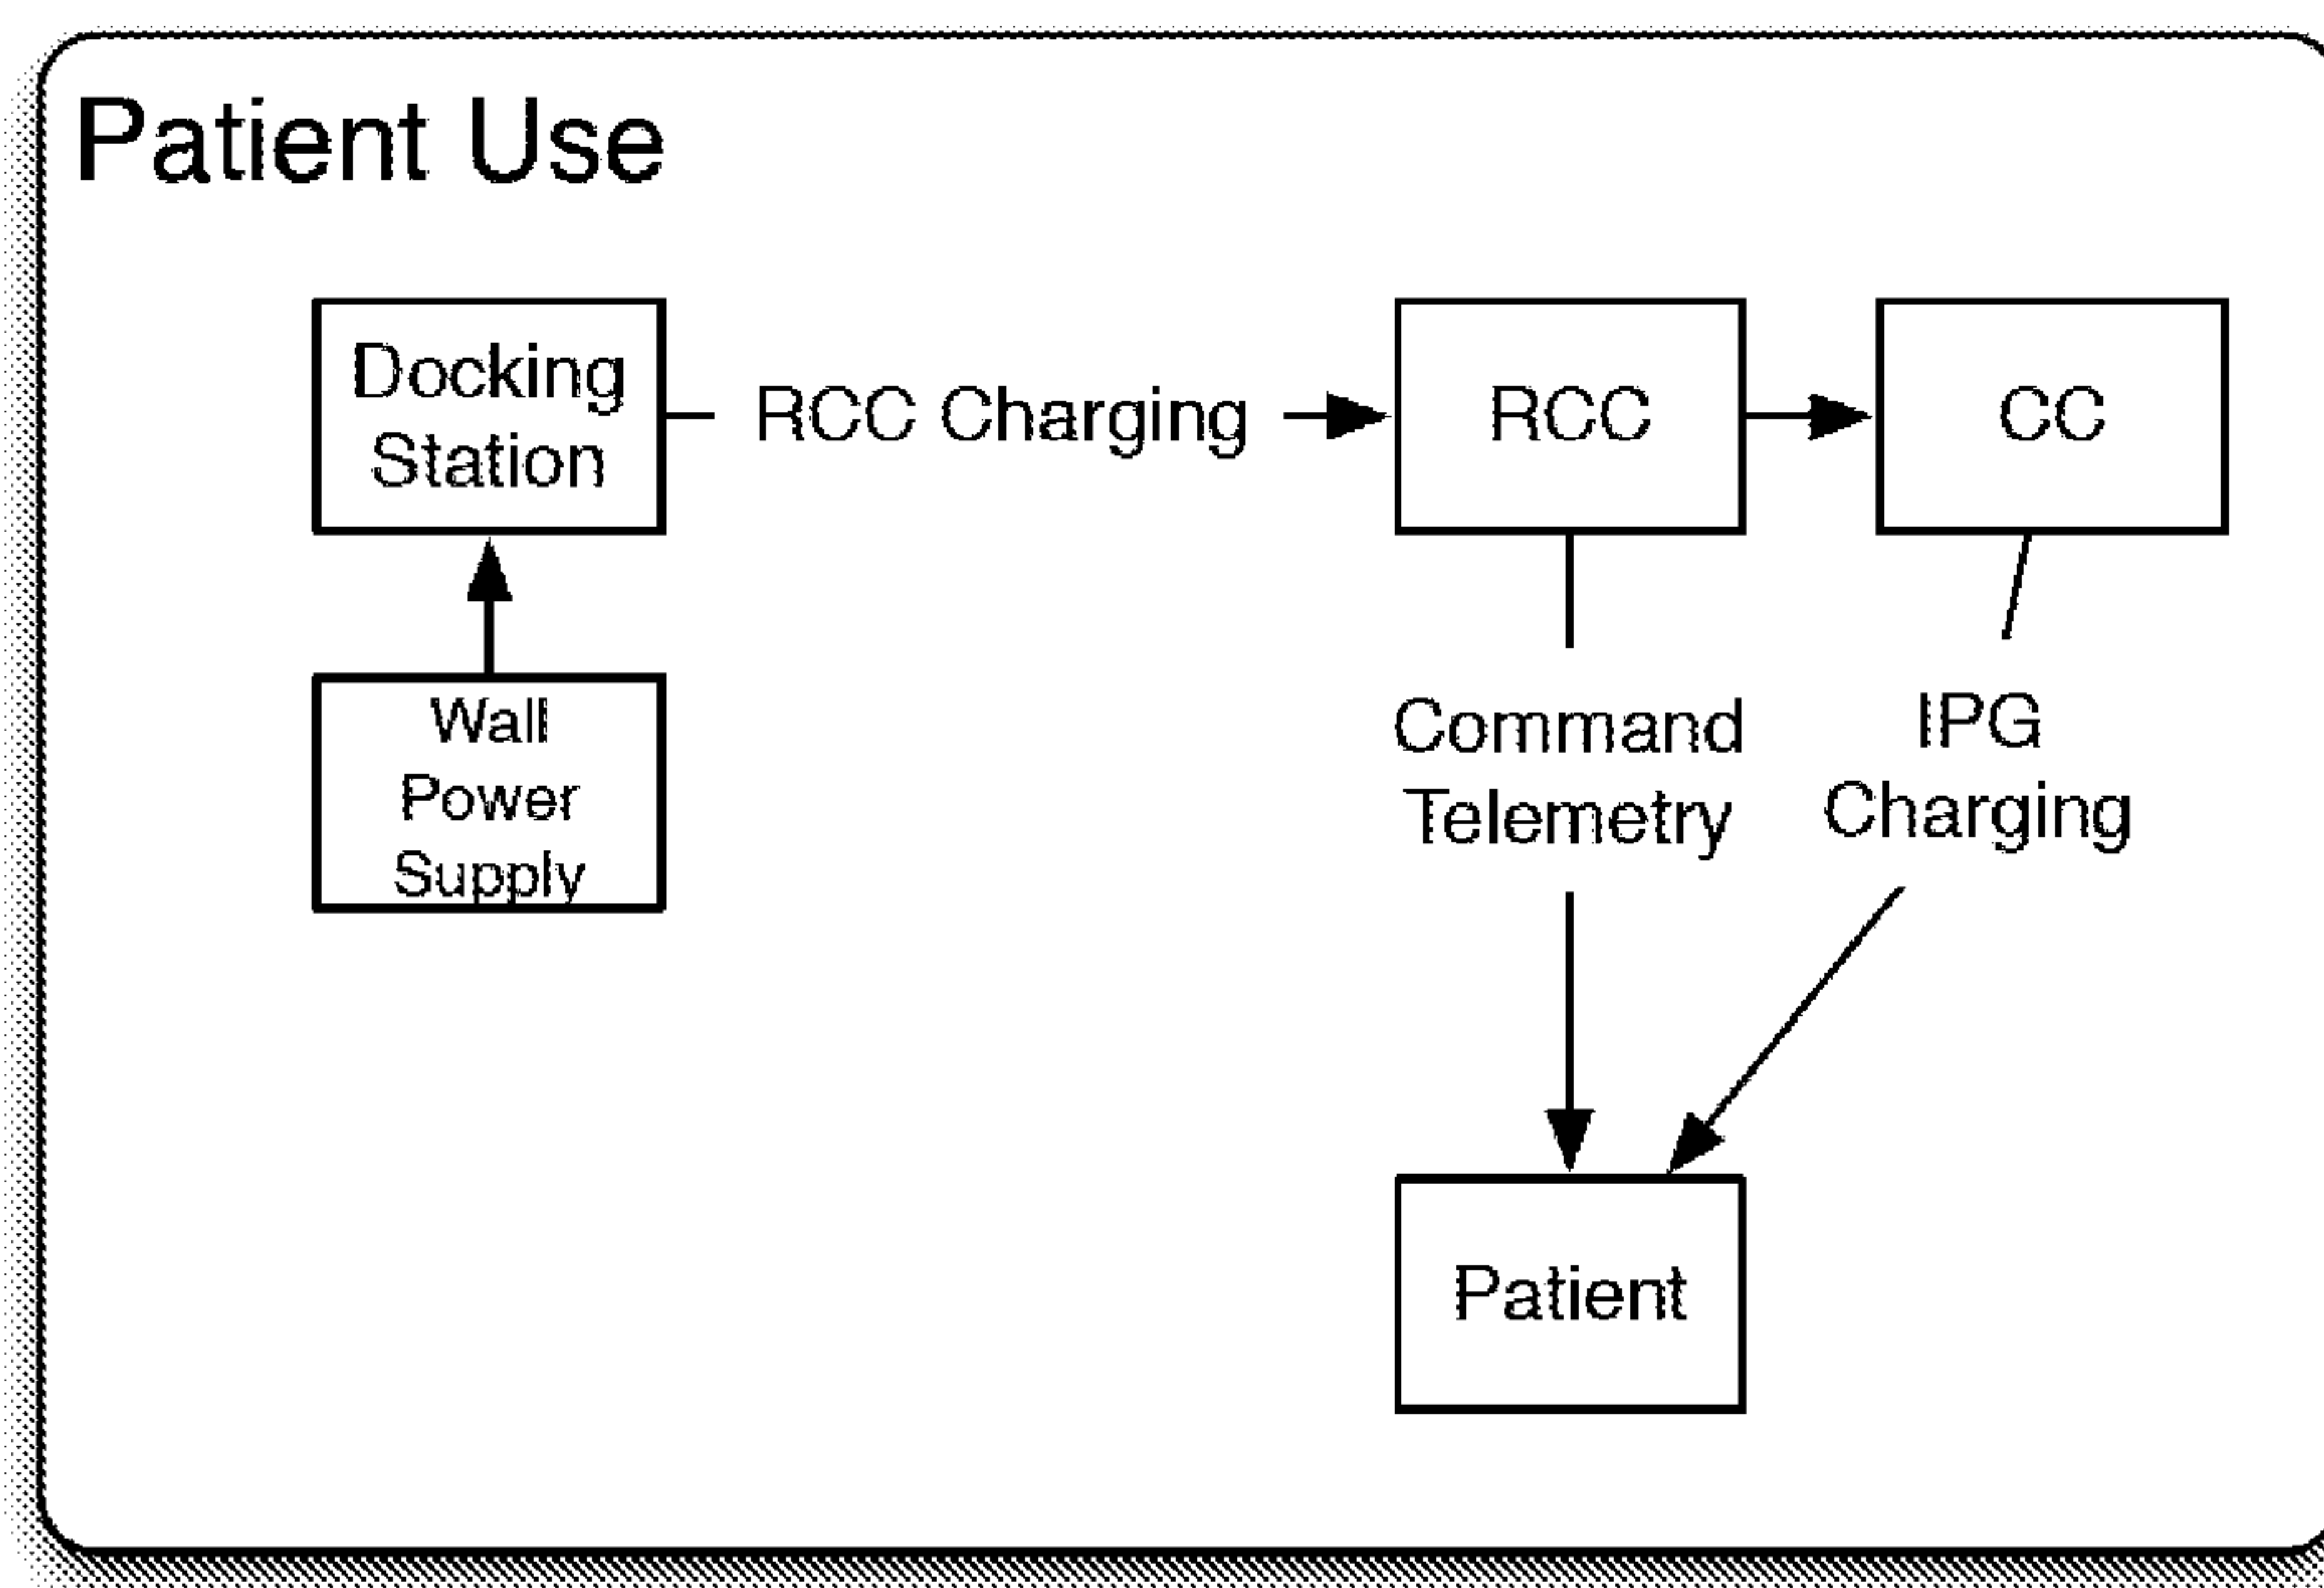 Patient Use
Docking
Station
RCC Charging
RCC
CC
Wall
Power
Supply
Command
Telemetry
IPG
Charging
Patient